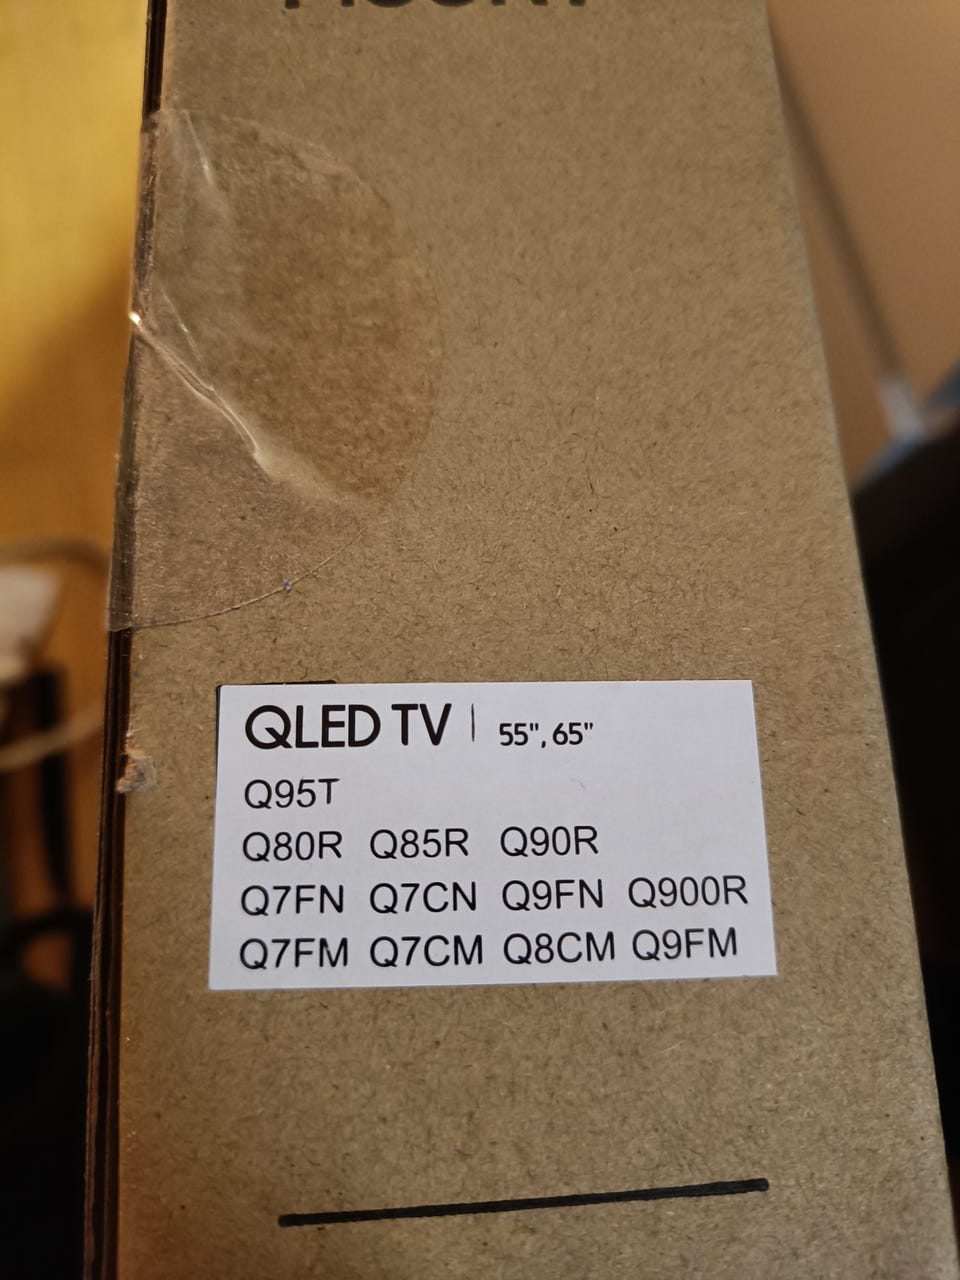 QLED TV | 55", 65"
Q95T
Q80R Q85R Q90R
Q7FN Q7CN Q9FN Q900R
Q7FM Q7CM Q8CM Q9FM